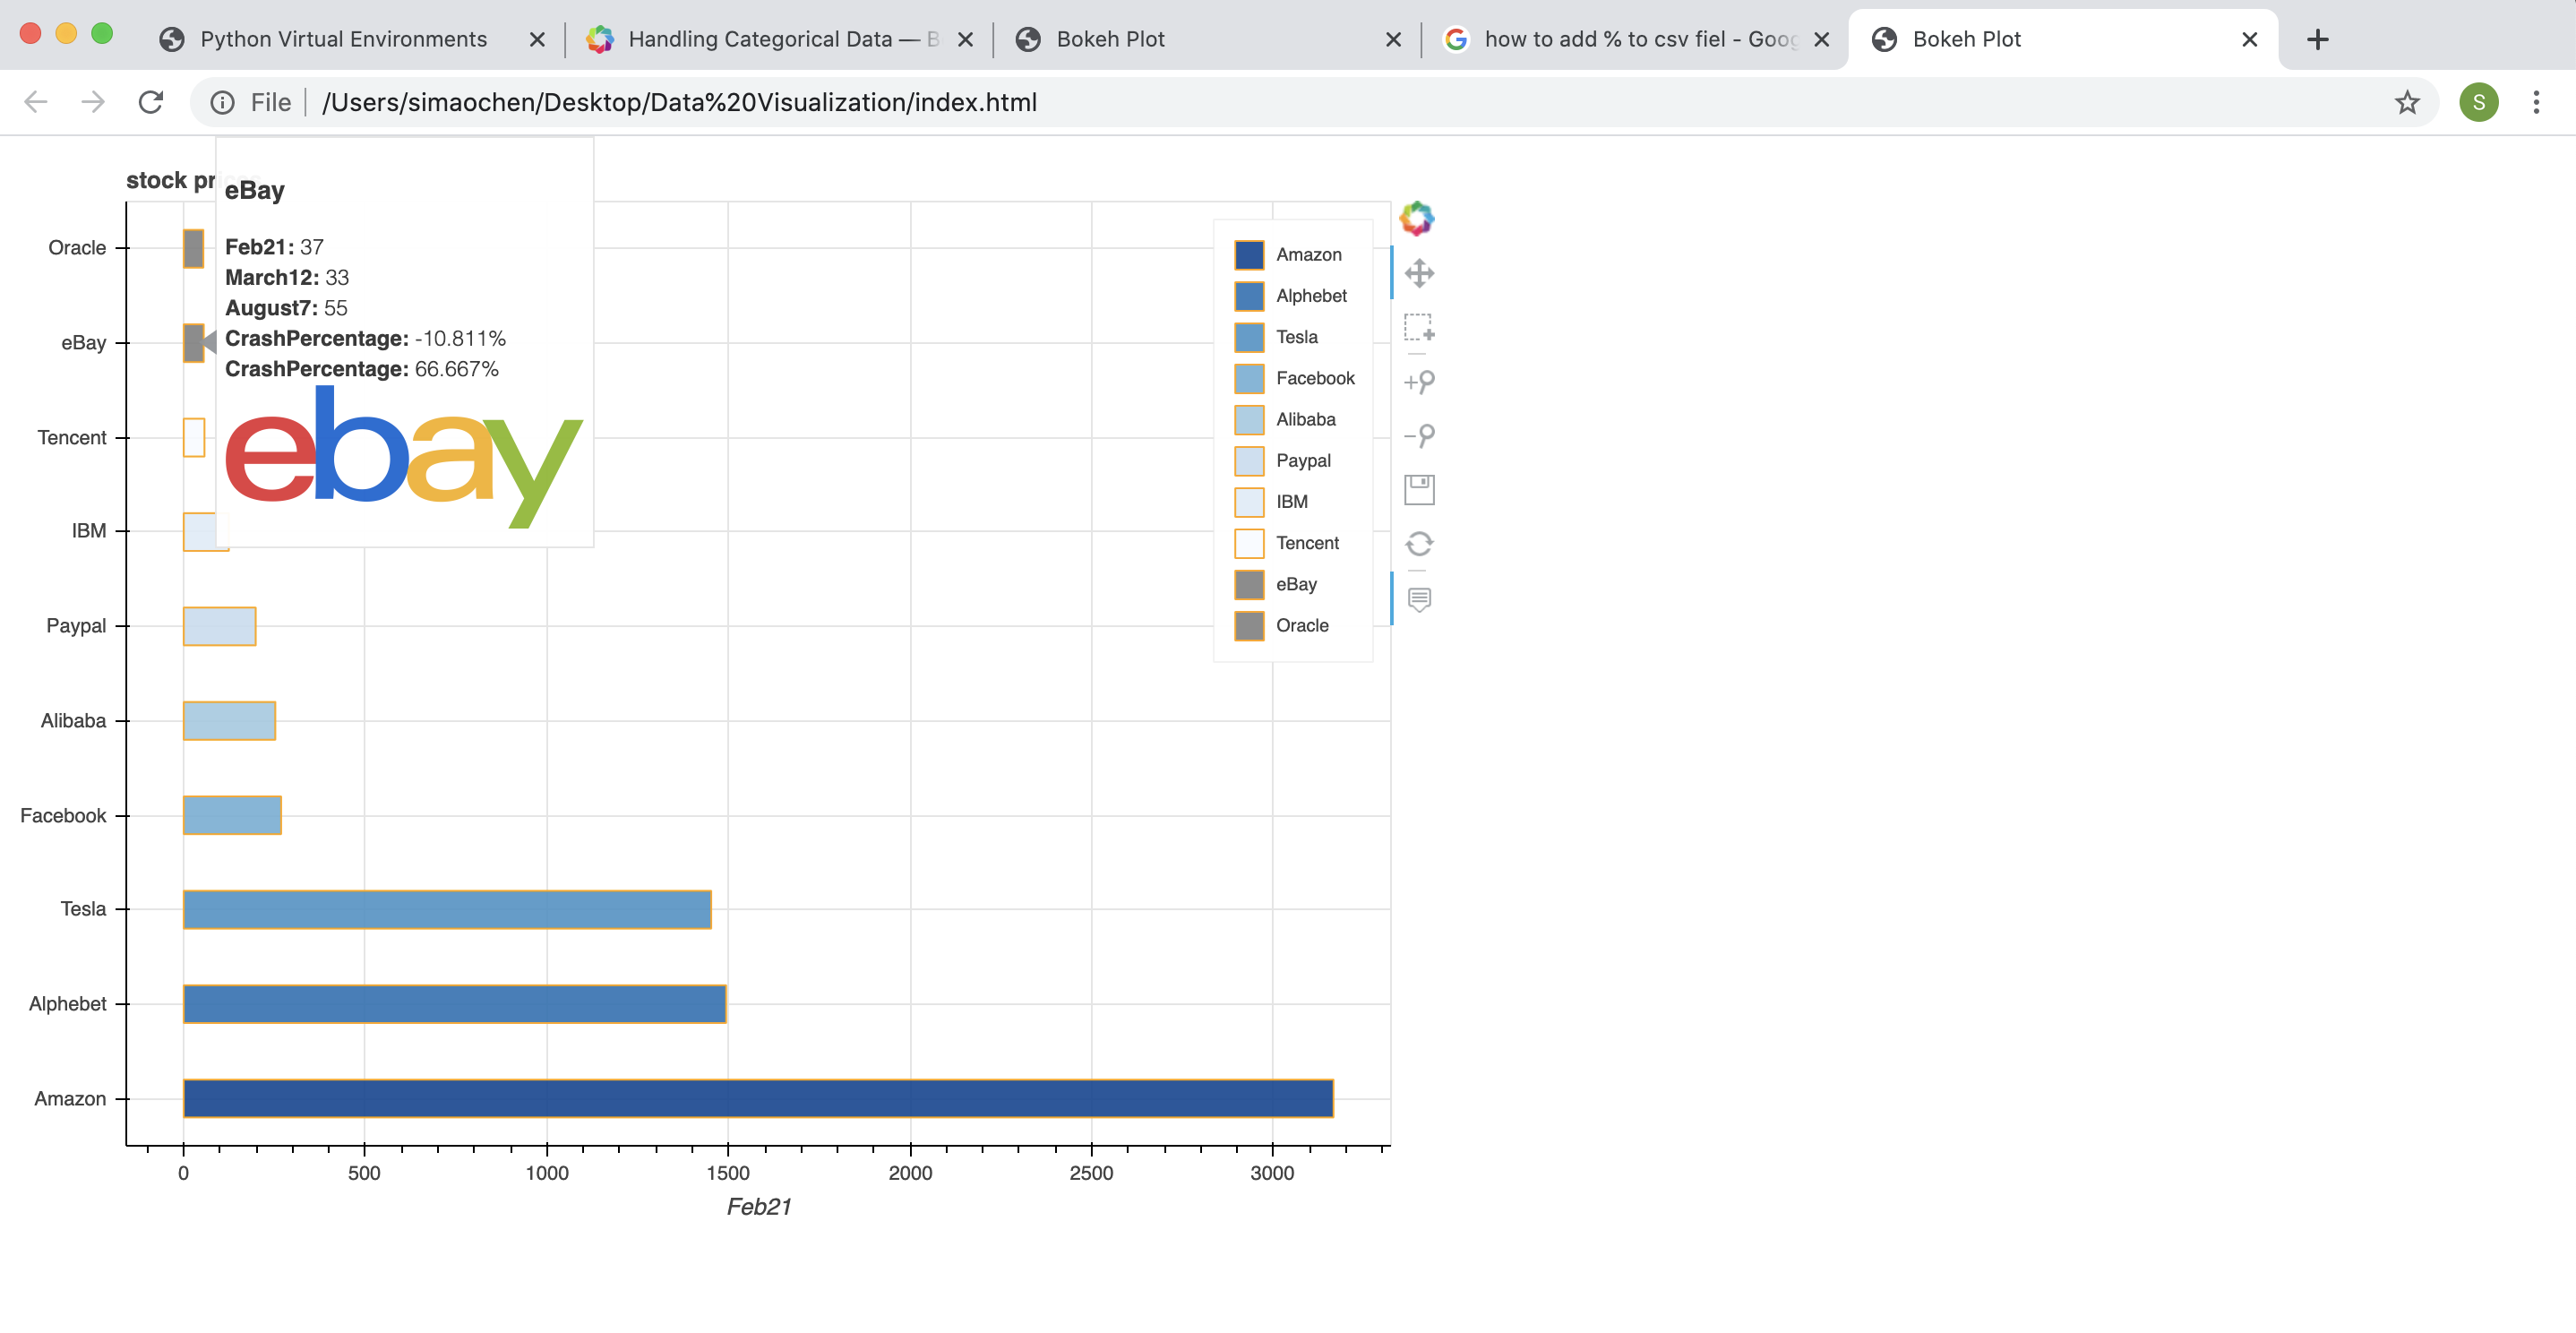 Python Virtual Environments
Handling Categorical Data — B
Bokeh Plot
how to add % to csv fiel - Goog
Bokeh Plot
File /Users/simaochen/Desktop/Data%20Visualization/index.html
S
stock pri
eBay
Feb21: 37
March12: 33
August7: 55
CrashPercentage: -10.811%
CrashPercentage: 66.667%
ebay
Oracle
eBay
Tencent
IBM
Paypal
Alibaba
Facebook
Tesla
Alphebet
Amazon
Amazon
Alphebet
Tesla
Facebook
Alibaba
Paypal
IBM
Tencent
eBay
Oracle
0 500 1000 1500 2000 2500 3000
Feb21